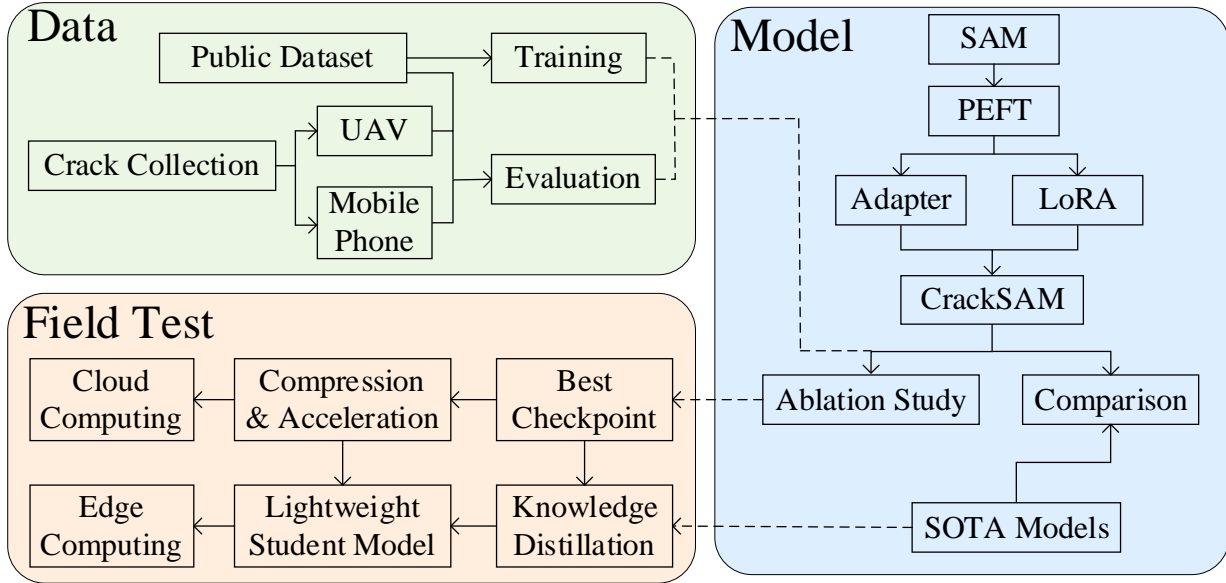 Data
Public Dataset
Training
UAV
Crack Collection
Evaluation
Mobile
Phone
Model
SAM
PEFT
Adapter
LoRA
CrackSAM
Ablation Study
Comparison
SOTA Models
Field Test
Cloud
Computing
Compression
& Acceleration
Best
Checkpoint
Edge
Computing
Lightweight
Student Model
Knowledge
Distillation